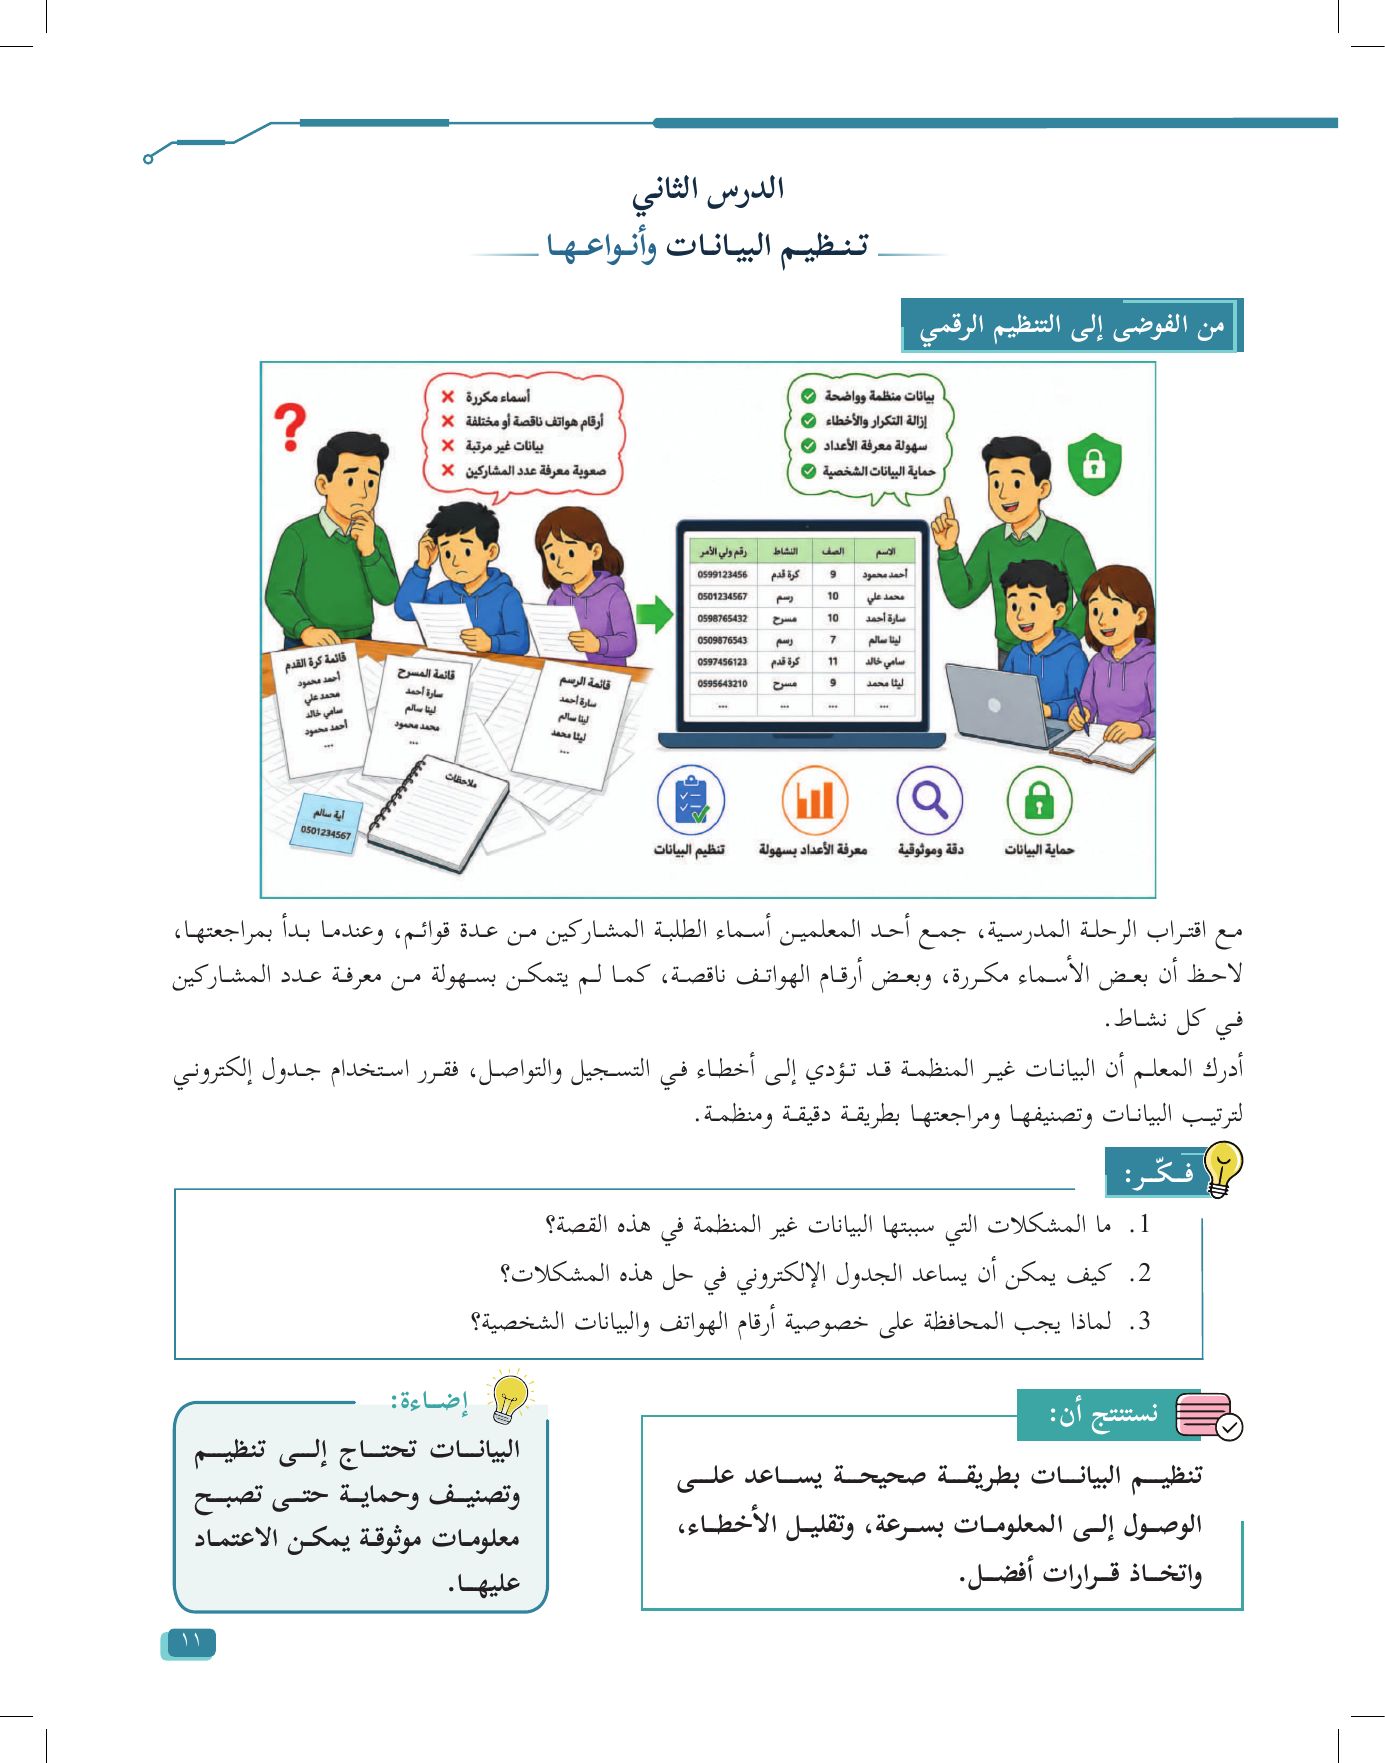 الدرس الثاني
تنظيم البيانات وأنواعها
من الفوضى إلى التنظيم الرقمي
بيانات منظمة وواضحة
إزالة التكرار والأخطاء
سهولة معرفة الأعداد
حماية البيانات الشخصية
أسماء مكررة
أرقام هواتف ناقصة أو مختلفة
بيانات غير مرتبة
صعوبة معرفة عدد المشاركين
?
الاسم الصف النشاط رقم ولي الأمر
أحمد محمود 9 كرة قدم 0599123456
محمد علي 10 رسم 0501234567
سارة أحمد 10 مسرح 0598765432
لينا سالم 7 رسم 0509876543
سامي خالد 11 كرة قدم 0597456123
ليثا محمد 9 مسرح 0595643210
... ... ... ...
قائمة الرسم
سارة أحمد
لينا سالم
ليثا محمد
...
قائمة المسرح
سارة أحمد
لينا سالم
محمد محمود
...
قائمة كرة القدم
أحمد محمود
محمد علي
سامي خالد
أحمد محمود
...
ملاحظات
آية سالم
0501234567
حماية البيانات
دقة وموثوقية
معرفة الأعداد بسهولة
تنظيم البيانات
مع اقتراب الرحلة المدرسية، جمع أحد المعلمين أسماء الطلبة المشاركين من عدة قوائم، وعندما بدأ بمراجعتها،
لاحظ أن بعض الأسماء مكررة، وبعض أرقام الهواتف ناقصة، كما لم يتمكن بسهولة من معرفة عدد المشاركين
في كل نشاط.
أدرك المعلم أن البيانات غير المنظمة قد تؤدي إلى أخطاء في التسجيل والتواصل، فقرر استخدام جدول إلكتروني
لترتيب البيانات وتصنيفها ومراجعتها بطريقة دقيقة ومنظمة.
فكّر:
1. ما المشكلات التي سببتها البيانات غير المنظمة في هذه القصة؟
2. كيف يمكن أن يساعد الجدول الإلكتروني في حل هذه المشكلات؟
3. لماذا يجب المحافظة على خصوصية أرقام الهواتف والبيانات الشخصية؟
نستنتج أن:
تنظيم البيانات بطريقة صحيحة يساعد على
الوصول إلى المعلومات بسرعة، وتقليل الأخطاء،
واتخاذ قرارات أفضل.
إضاءة:
البيانات تحتاج إلى تنظيم
وتصنيف وحماية حتى تصبح
معلومات موثوقة يمكن الاعتماد
عليها.
١١